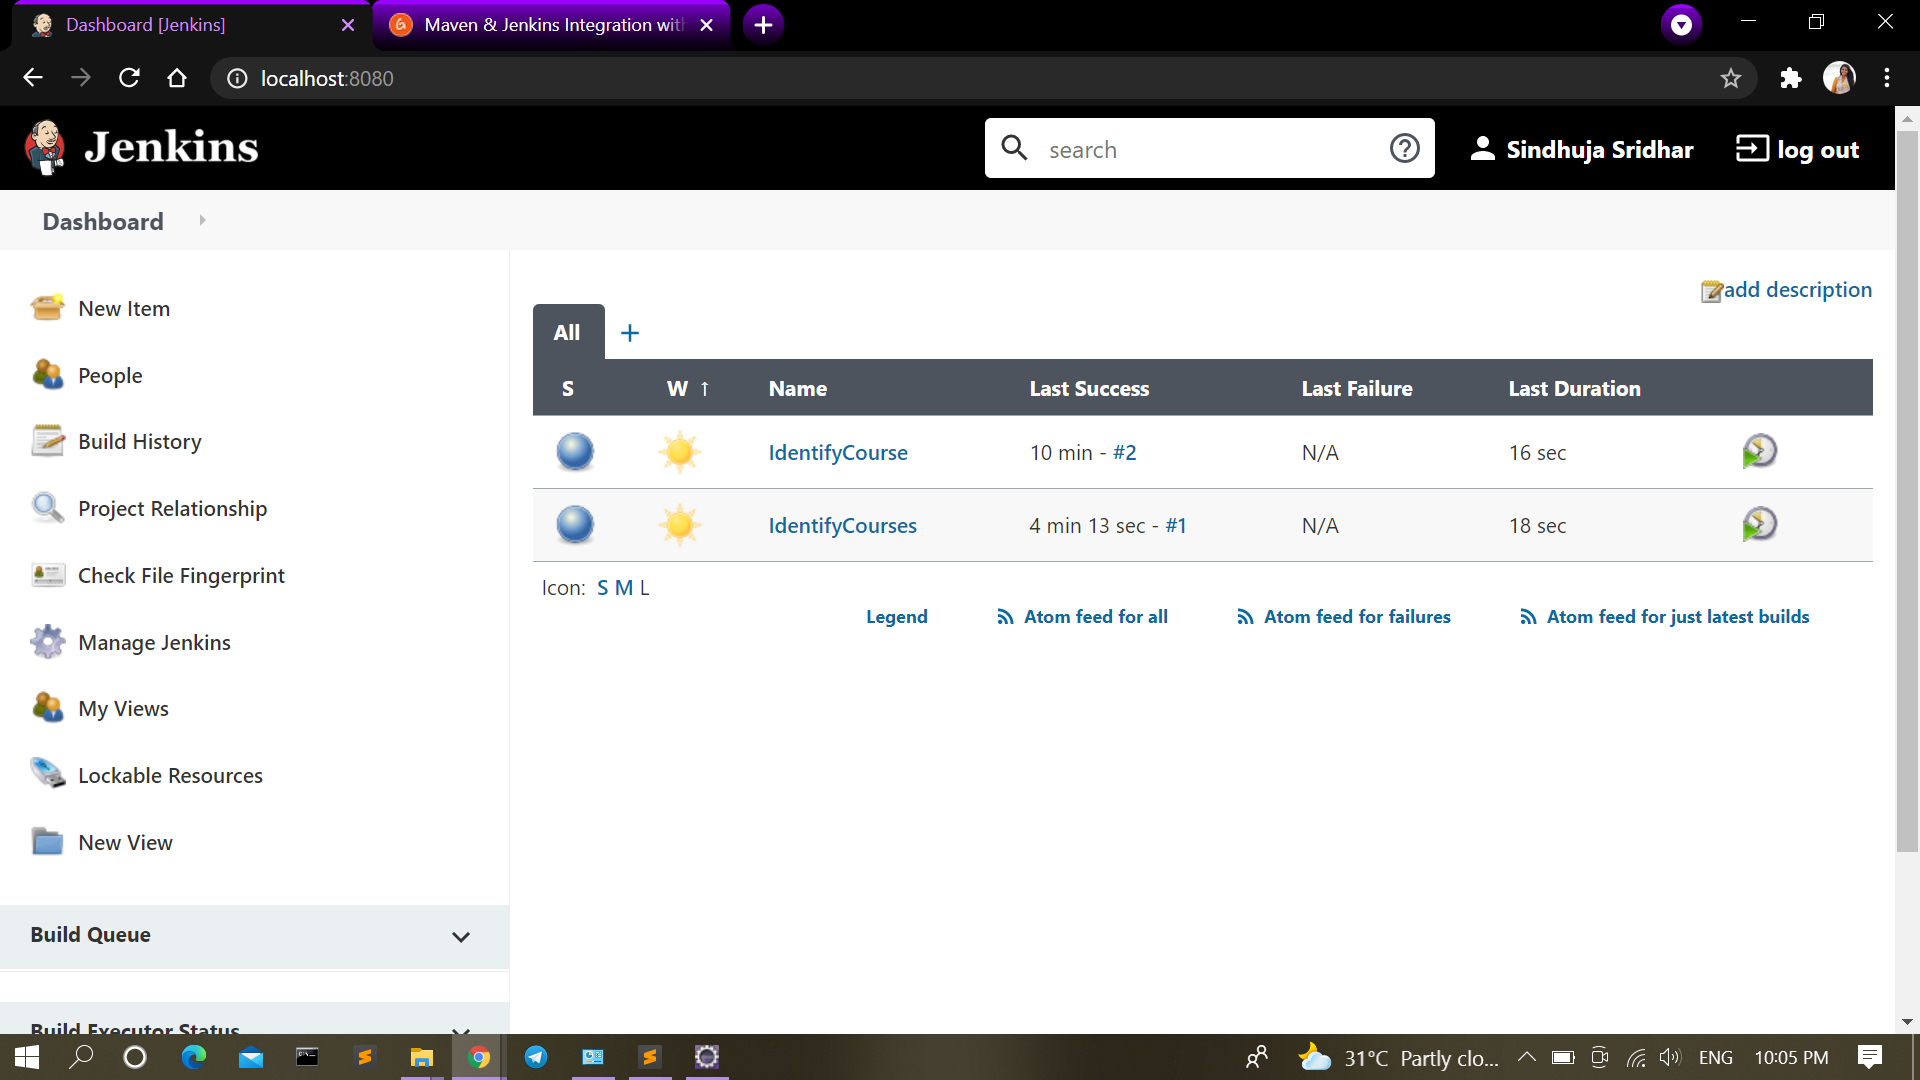 Dashboard [Jenkins]
Maven & Jenkins Integration with
localhost:8080
Jenkins
search
Sindhuja Sridhar
log out
Dashboard
New Item
People
Build History
Project Relationship
Check File Fingerprint
Manage Jenkins
My Views
Lockable Resources
New View
Build Queue
Build Executor Status
add description
All +
S W ↑ Name Last Success Last Failure Last Duration
IdentifyCourse 10 min - #2 N/A 16 sec
IdentifyCourses 4 min 13 sec - #1 N/A 18 sec
Icon: S M L
Legend Atom feed for all Atom feed for failures Atom feed for just latest builds
31°C Partly clo... ENG 10:05 PM